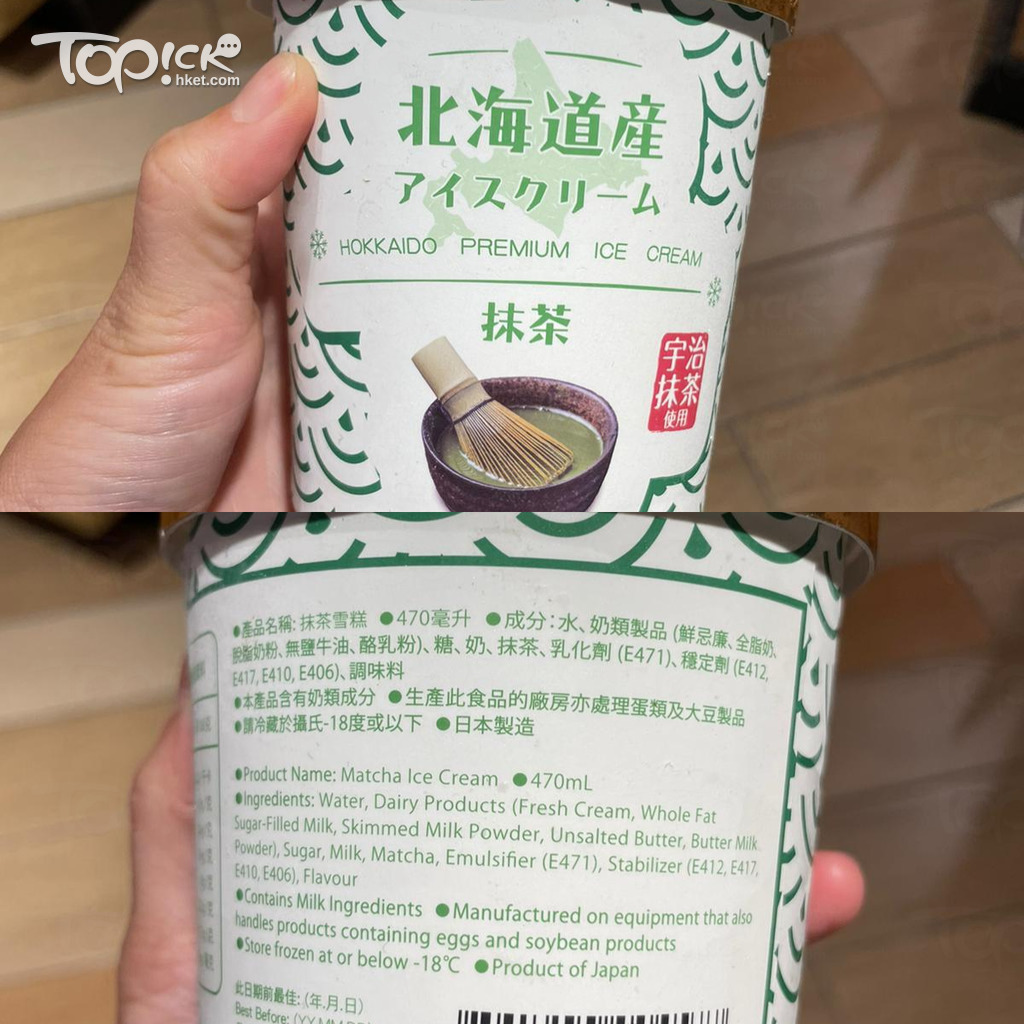 TOPICK
hket.com
北海道産
アイスクリーム
HOKKAIDO PREMIUM ICE CREAM
抹茶
宇治
抹茶
使用
●產品名稱: 抹茶雪糕 ●470毫升 ●成分：水、奶類製品 (鮮忌廉、全脂奶、
脫脂奶粉、無鹽牛油、酪乳粉)、糖、奶、抹茶、乳化劑 (E471)、穩定劑 (E412,
E417, E410, E406)、調味料
●本產品含有奶類成分 ●生產此食品的廠房亦處理蛋類及大豆製品
●請冷藏於攝氏-18度或以下 ●日本製造
●Product Name: Matcha Ice Cream ●470mL
●Ingredients: Water, Dairy Products (Fresh Cream, Whole Fat
Sugar-Filled Milk, Skimmed Milk Powder, Unsalted Butter, Butter Milk
Powder), Sugar, Milk, Matcha, Emulsifier (E471), Stabilizer (E412, E417,
E410, E406), Flavour
●Contains Milk Ingredients ●Manufactured on equipment that also
handles products containing eggs and soybean products
●Store frozen at or below -18℃ ●Product of Japan
此日期前最佳: (年.月.日)
Best Before: